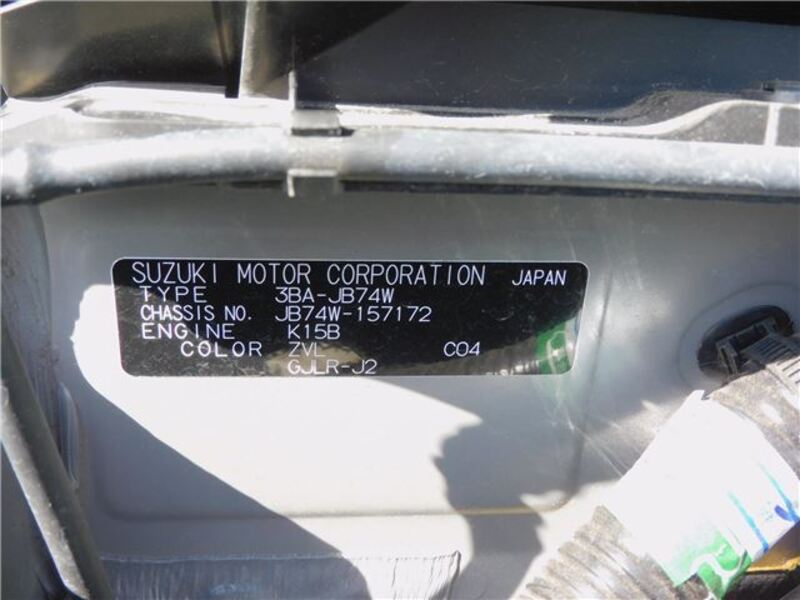 SUZUKI MOTOR CORPORATION JAPAN
TYPE 3BA-JB74W
CHASSIS NO. JB74W-157172
ENGINE K15B
COLOR ZVL C04
GJLR-J2